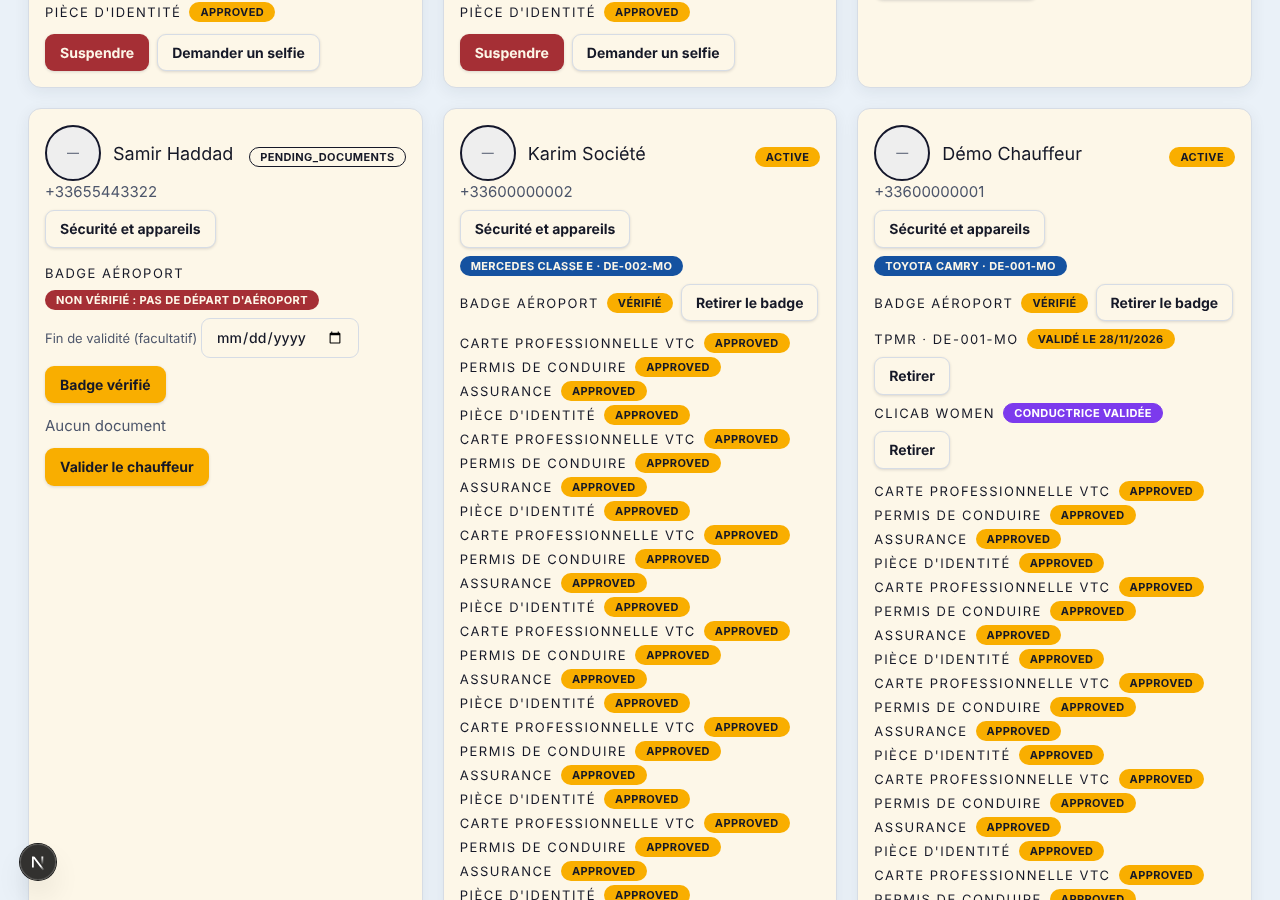 PIÈCE D'IDENTITÉ APPROVED
Suspendre Demander un selfie
PIÈCE D'IDENTITÉ APPROVED
Suspendre Demander un selfie
— Samir Haddad PENDING_DOCUMENTS
+33655443322
Sécurité et appareils
BADGE AÉROPORT
NON VÉRIFIÉ : PAS DE DÉPART D'AÉROPORT
Fin de validité (facultatif) mm/dd/yyyy
Badge vérifié
Aucun document
Valider le chauffeur
— Karim Société ACTIVE
+33600000002
Sécurité et appareils
MERCEDES CLASSE E · DE-002-MO
BADGE AÉROPORT VÉRIFIÉ Retirer le badge
CARTE PROFESSIONNELLE VTC APPROVED
PERMIS DE CONDUIRE APPROVED
ASSURANCE APPROVED
PIÈCE D'IDENTITÉ APPROVED
CARTE PROFESSIONNELLE VTC APPROVED
PERMIS DE CONDUIRE APPROVED
ASSURANCE APPROVED
PIÈCE D'IDENTITÉ APPROVED
CARTE PROFESSIONNELLE VTC APPROVED
PERMIS DE CONDUIRE APPROVED
ASSURANCE APPROVED
PIÈCE D'IDENTITÉ APPROVED
CARTE PROFESSIONNELLE VTC APPROVED
PERMIS DE CONDUIRE APPROVED
ASSURANCE APPROVED
PIÈCE D'IDENTITÉ APPROVED
CARTE PROFESSIONNELLE VTC APPROVED
PERMIS DE CONDUIRE APPROVED
ASSURANCE APPROVED
PIÈCE D'IDENTITÉ APPROVED
CARTE PROFESSIONNELLE VTC APPROVED
PERMIS DE CONDUIRE APPROVED
ASSURANCE APPROVED
PIÈCE D'IDENTITÉ APPROVED
— Démo Chauffeur ACTIVE
+33600000001
Sécurité et appareils
TOYOTA CAMRY · DE-001-MO
BADGE AÉROPORT VÉRIFIÉ Retirer le badge
TPMR · DE-001-MO VALIDÉ LE 28/11/2026
Retirer
CLICAB WOMEN CONDUCTRICE VALIDÉE
Retirer
CARTE PROFESSIONNELLE VTC APPROVED
PERMIS DE CONDUIRE APPROVED
ASSURANCE APPROVED
PIÈCE D'IDENTITÉ APPROVED
CARTE PROFESSIONNELLE VTC APPROVED
PERMIS DE CONDUIRE APPROVED
ASSURANCE APPROVED
PIÈCE D'IDENTITÉ APPROVED
CARTE PROFESSIONNELLE VTC APPROVED
PERMIS DE CONDUIRE APPROVED
ASSURANCE APPROVED
PIÈCE D'IDENTITÉ APPROVED
CARTE PROFESSIONNELLE VTC APPROVED
PERMIS DE CONDUIRE APPROVED
ASSURANCE APPROVED
PIÈCE D'IDENTITÉ APPROVED
CARTE PROFESSIONNELLE VTC APPROVED
PERMIS DE CONDUIRE APPROVED
N